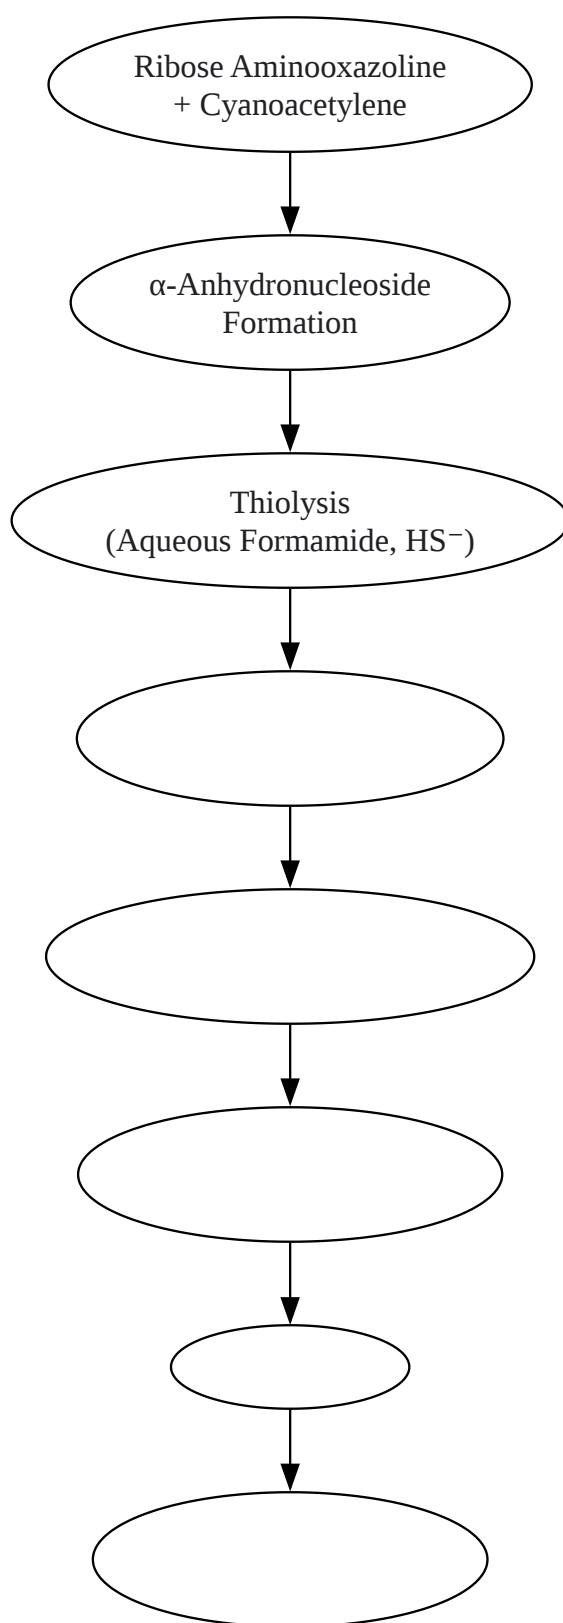 Ribose Aminooxazoline
+ Cyanoacetylene
α-Anhydronucleoside
Formation
Thiolysis
(Aqueous Formamide, HS⁻)